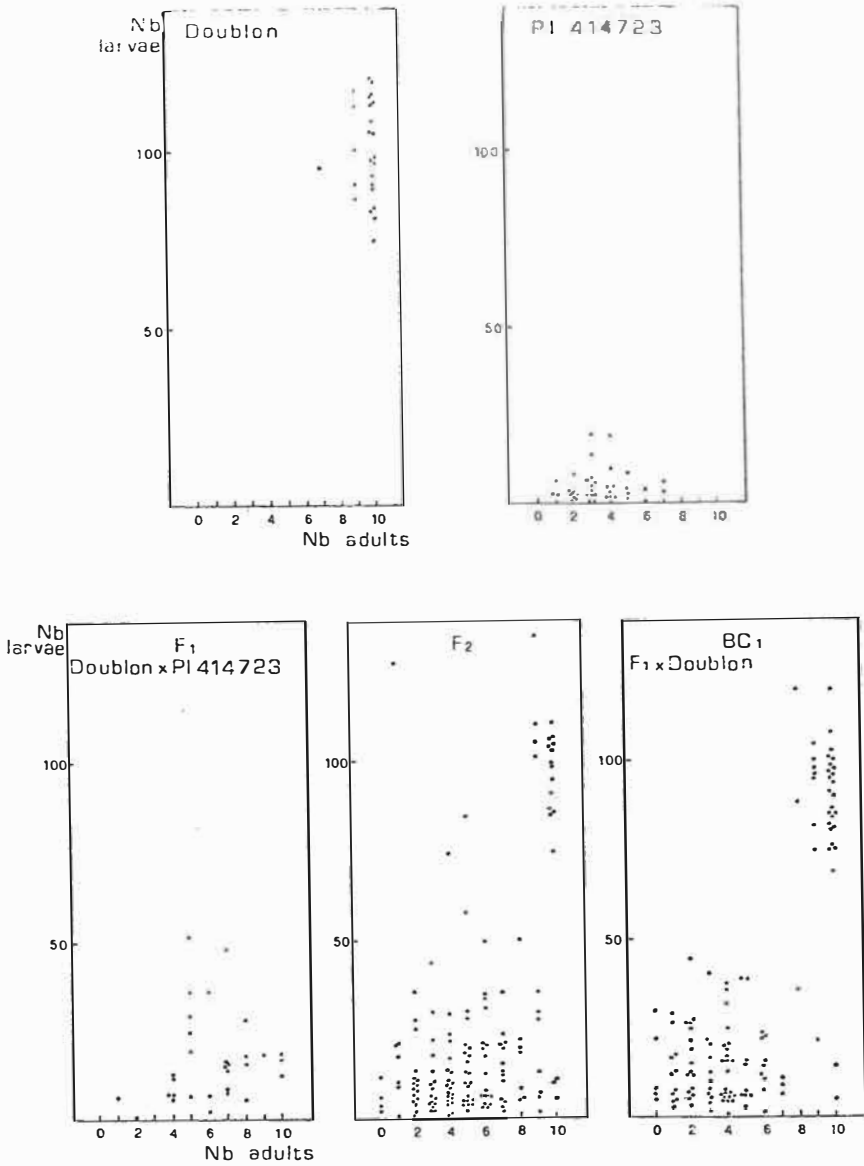 Nb larvae
Doublon
100
50
0 2 4 6 8 10
Nb adults
PI 414723
100
50
0 2 4 6 8 10
Nb larvae
F1
Doublon x PI 414723
100
50
0 2 4 6 8 10
Nb adults
F2
100
50
0 2 4 6 8 10
BC1
F1 x Doublon
100
50
0 2 4 6 8 10